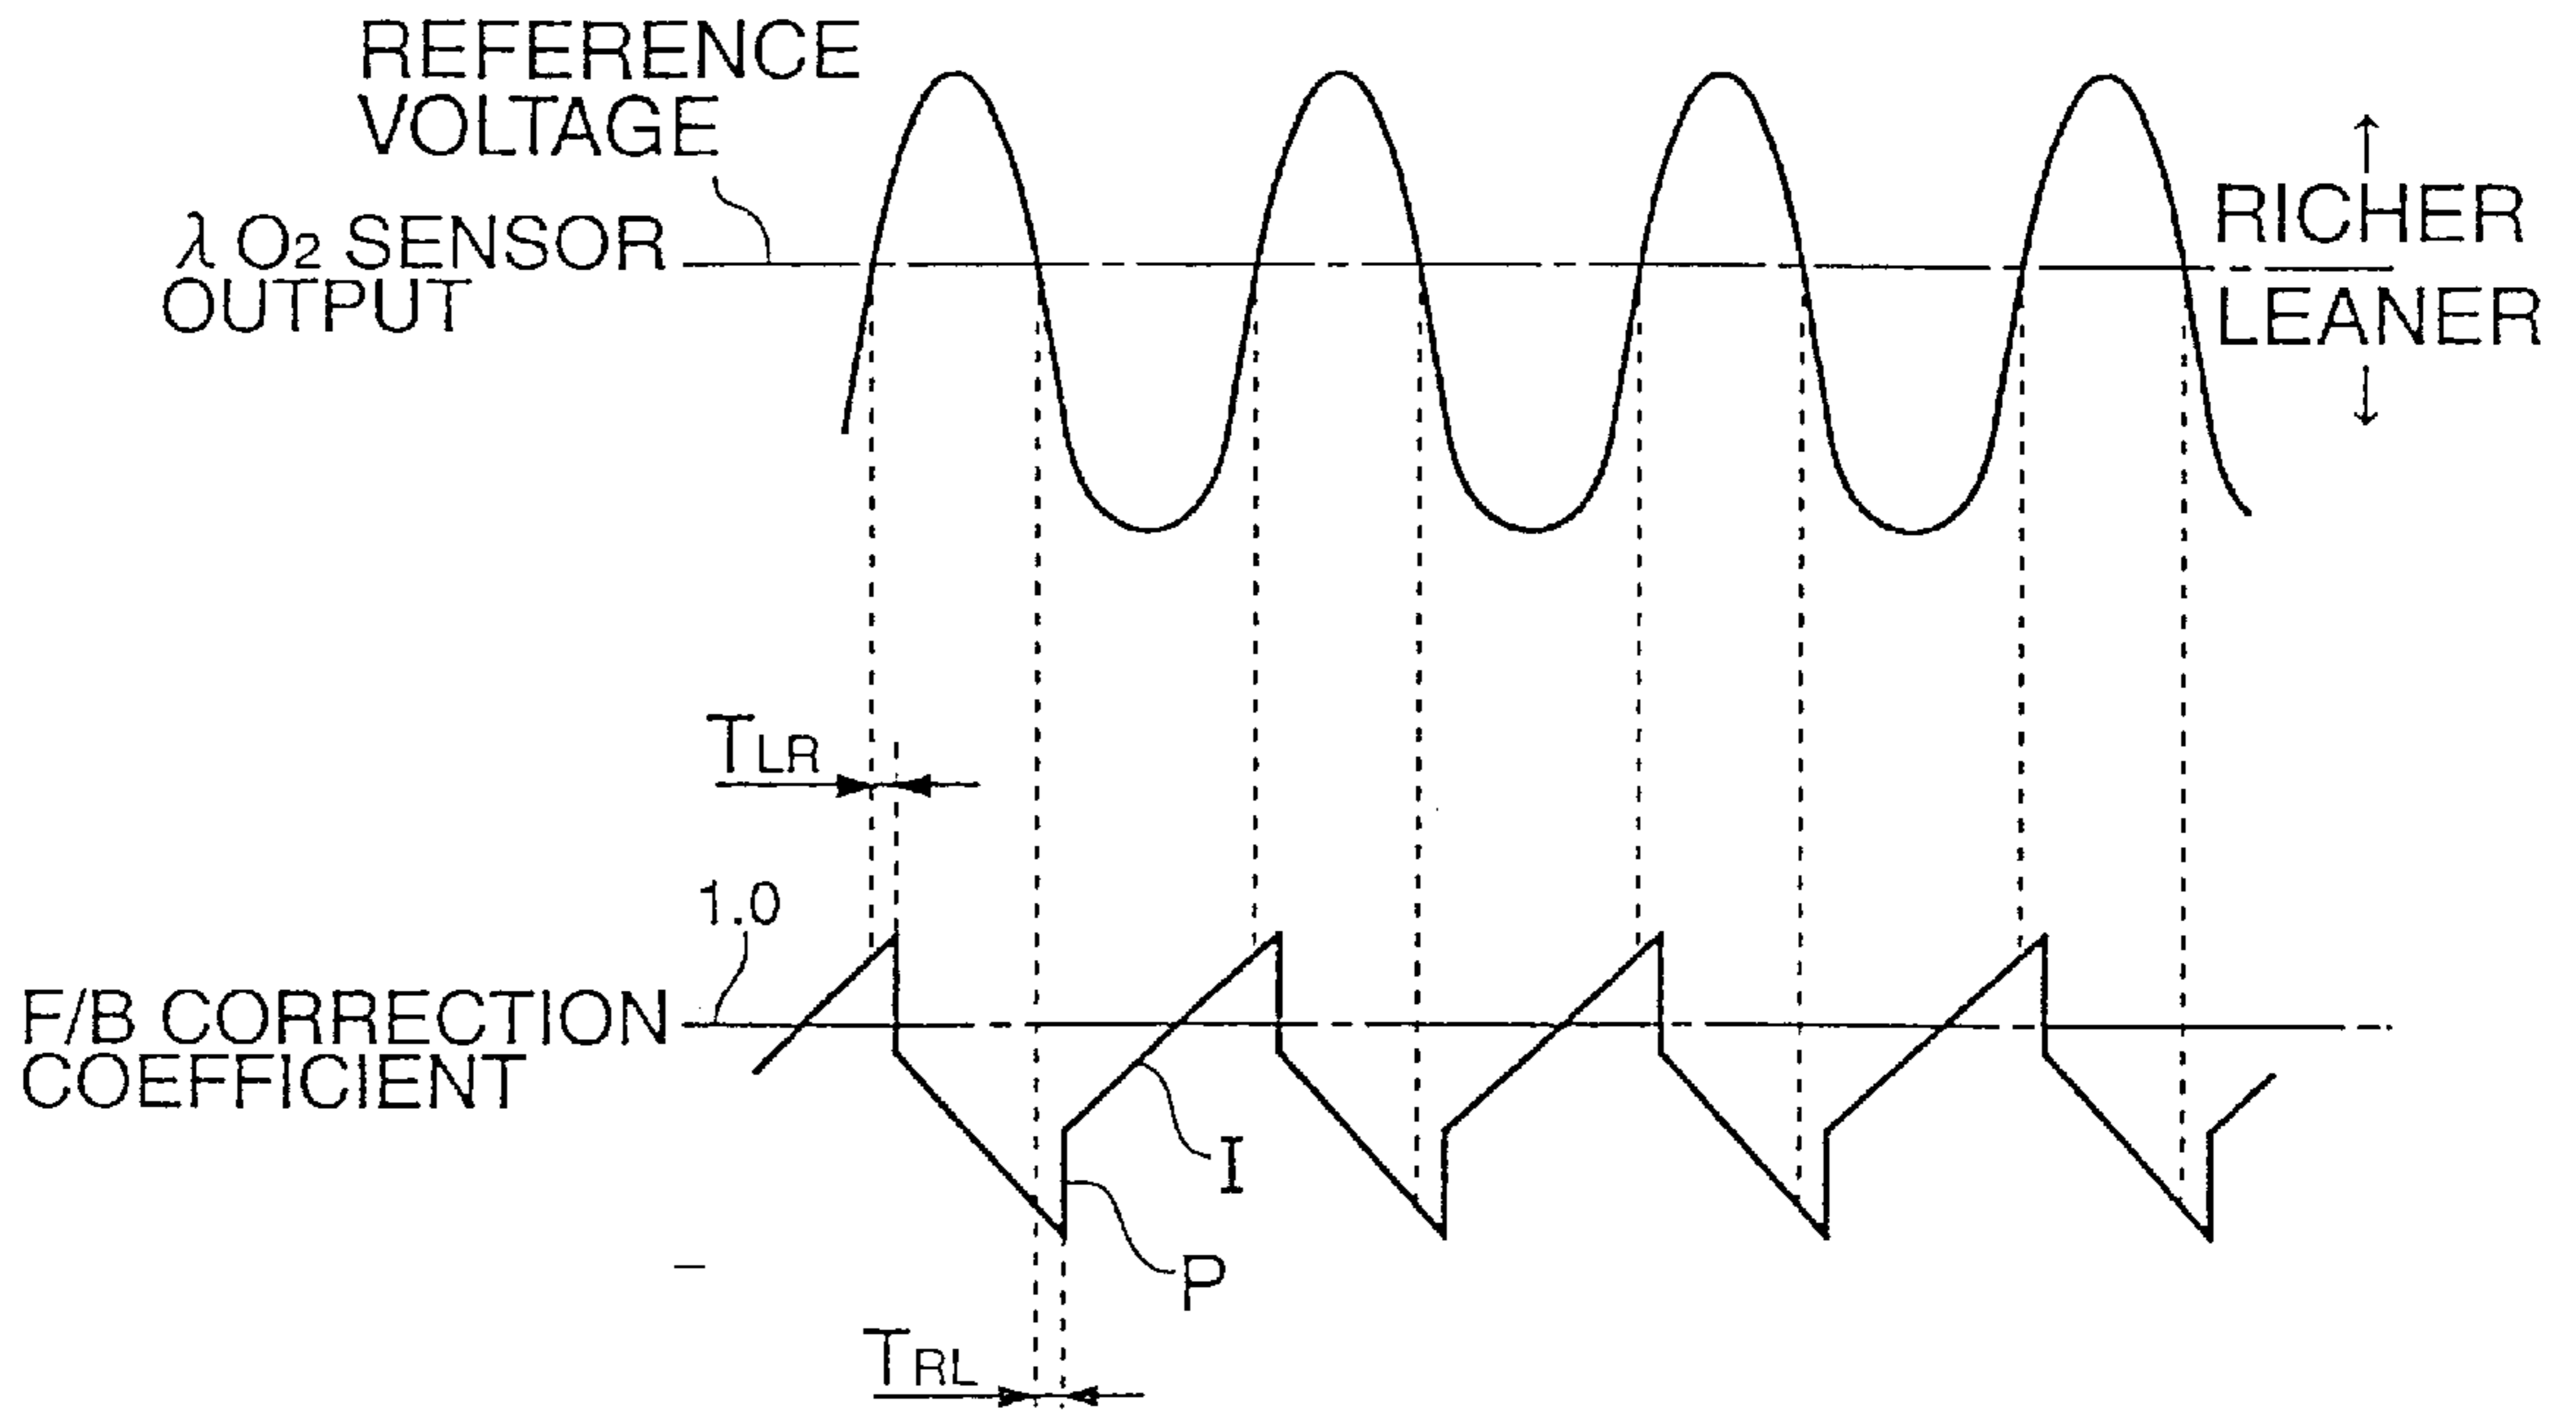 REFERENCE
VOLTAGE
λ O2 SENSOR
OUTPUT
↑
RICHER
LEANER
↓
TLR
1.0
F/B CORRECTION
COEFFICIENT
I
P
TRL